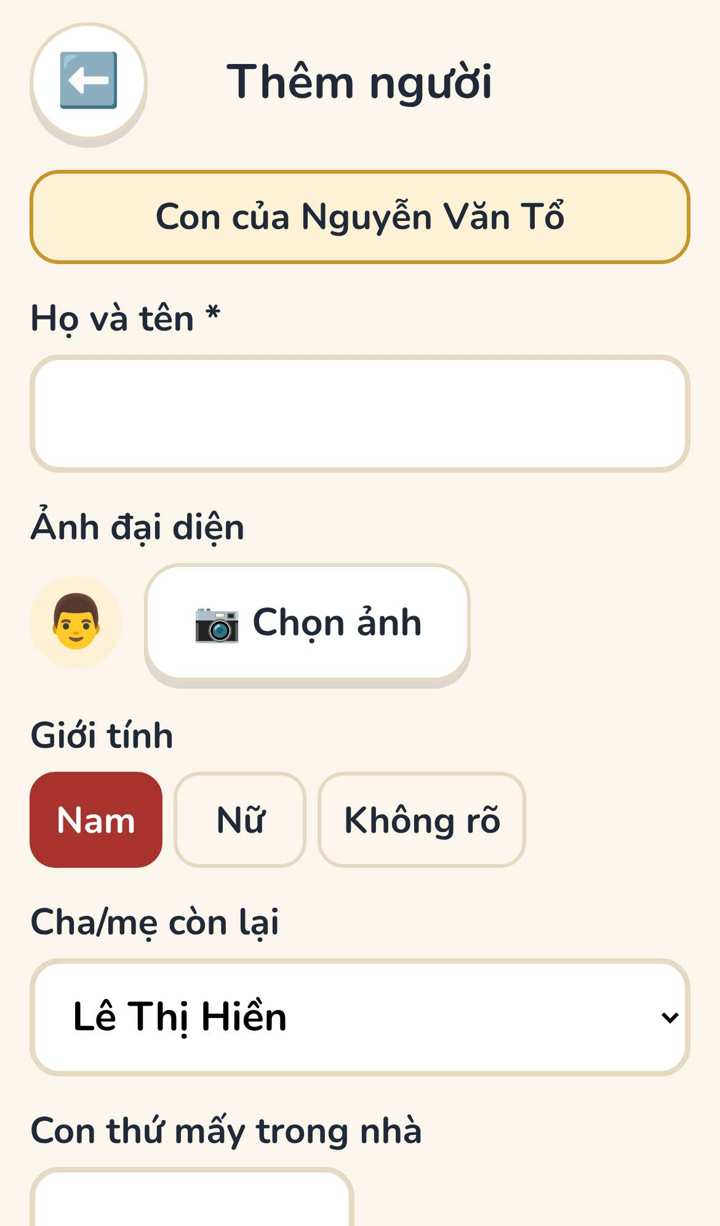 Thêm người
Con của Nguyễn Văn Tổ
Họ và tên *
Ảnh đại diện
Chọn ảnh
Giới tính
Nam
Nữ
Không rõ
Cha/mẹ còn lại
Lê Thị Hiền
Con thứ mấy trong nhà